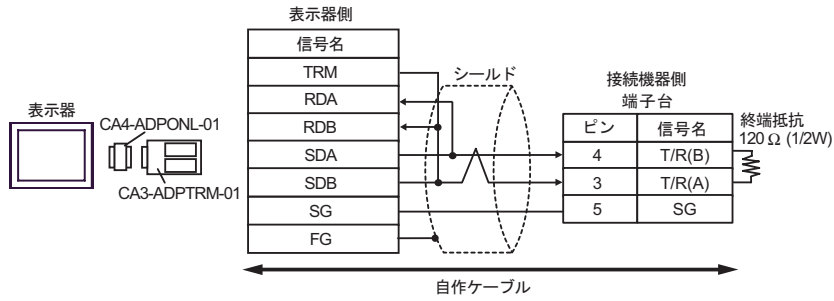 表示器側
信号名
TRM
RDA
RDB
SDA
SDB
SG
FG
シールド
表示器
CA4-ADPONL-01
CA3-ADPTRM-01
接続機器側
端子台
ピン 信号名
4 T/R(B)
3 T/R(A)
5 SG
終端抵抗
120 Ω (1/2W)
自作ケーブル